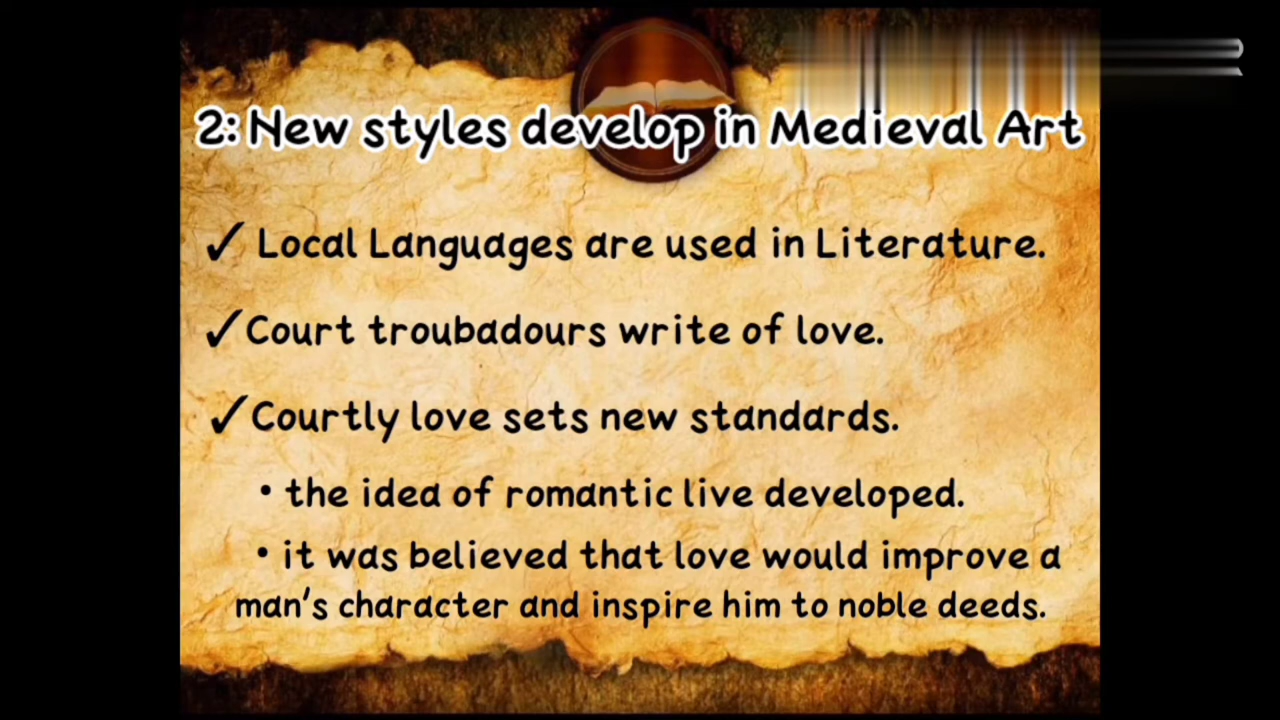 2: New styles develop in Medieval Art
✓ Local Languages are used in Literature.
✓ Court troubadours write of love.
✓ Courtly love sets new standards.
• the idea of romantic live developed.
• it was believed that love would improve a
man's character and inspire him to noble deeds.